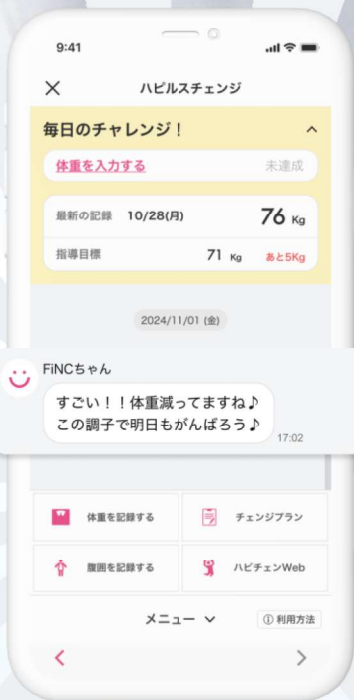 9:41
ハピルスチェンジ
毎日のチャレンジ！
体重を入力する 未達成
最新の記録 10/28(月) 76 Kg
指導目標 71 Kg あと5Kg
2024/11/01 (金)
FiNCちゃん
すごい！！体重減ってますね♪
この調子で明日もがんばろう♪
17:02
体重を記録する チェンジプラン
腹囲を記録する ハピチェンWeb
メニュー 利用方法